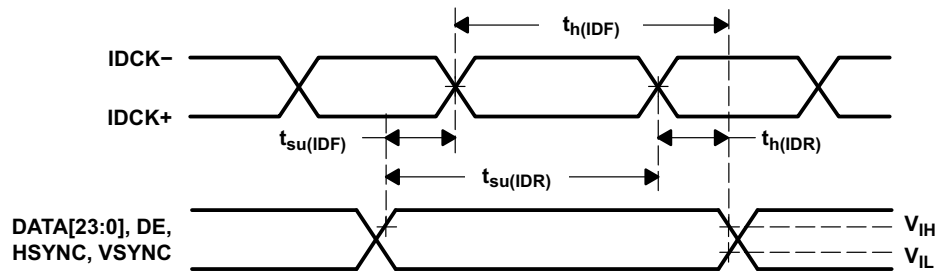 t_h(IDF)
IDCK−
IDCK+
t_su(IDF)
t_h(IDR)
t_su(IDR)
DATA[23:0], DE,
HSYNC, VSYNC
V_IH
V_IL